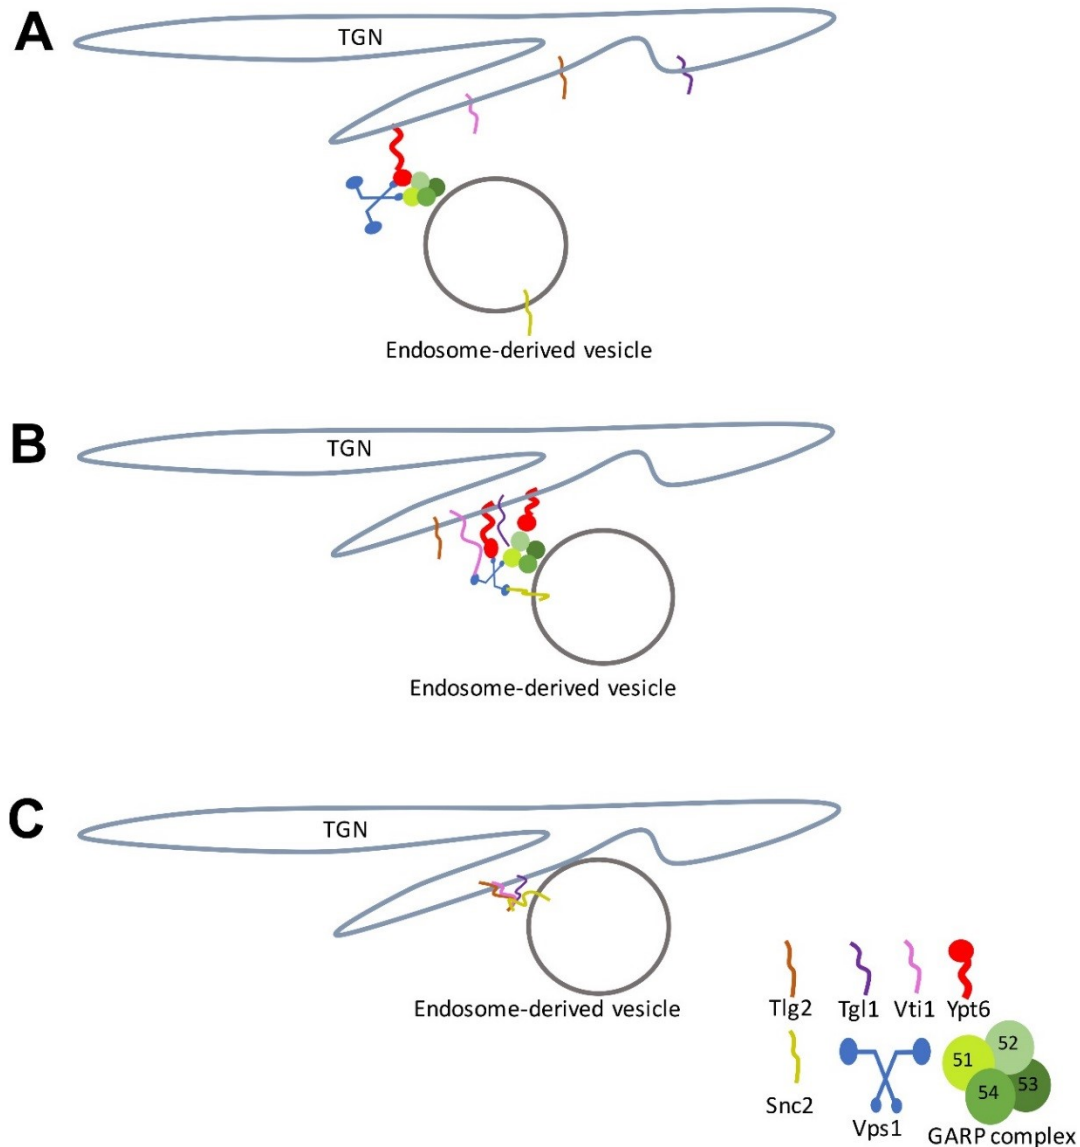 A
TGN
Endosome-derived vesicle
B
TGN
Endosome-derived vesicle
C
TGN
Endosome-derived vesicle
Tlg2 Tgl1 Vti1 Ypt6
Snc2
Vps1
51 52
54 53
GARP complex